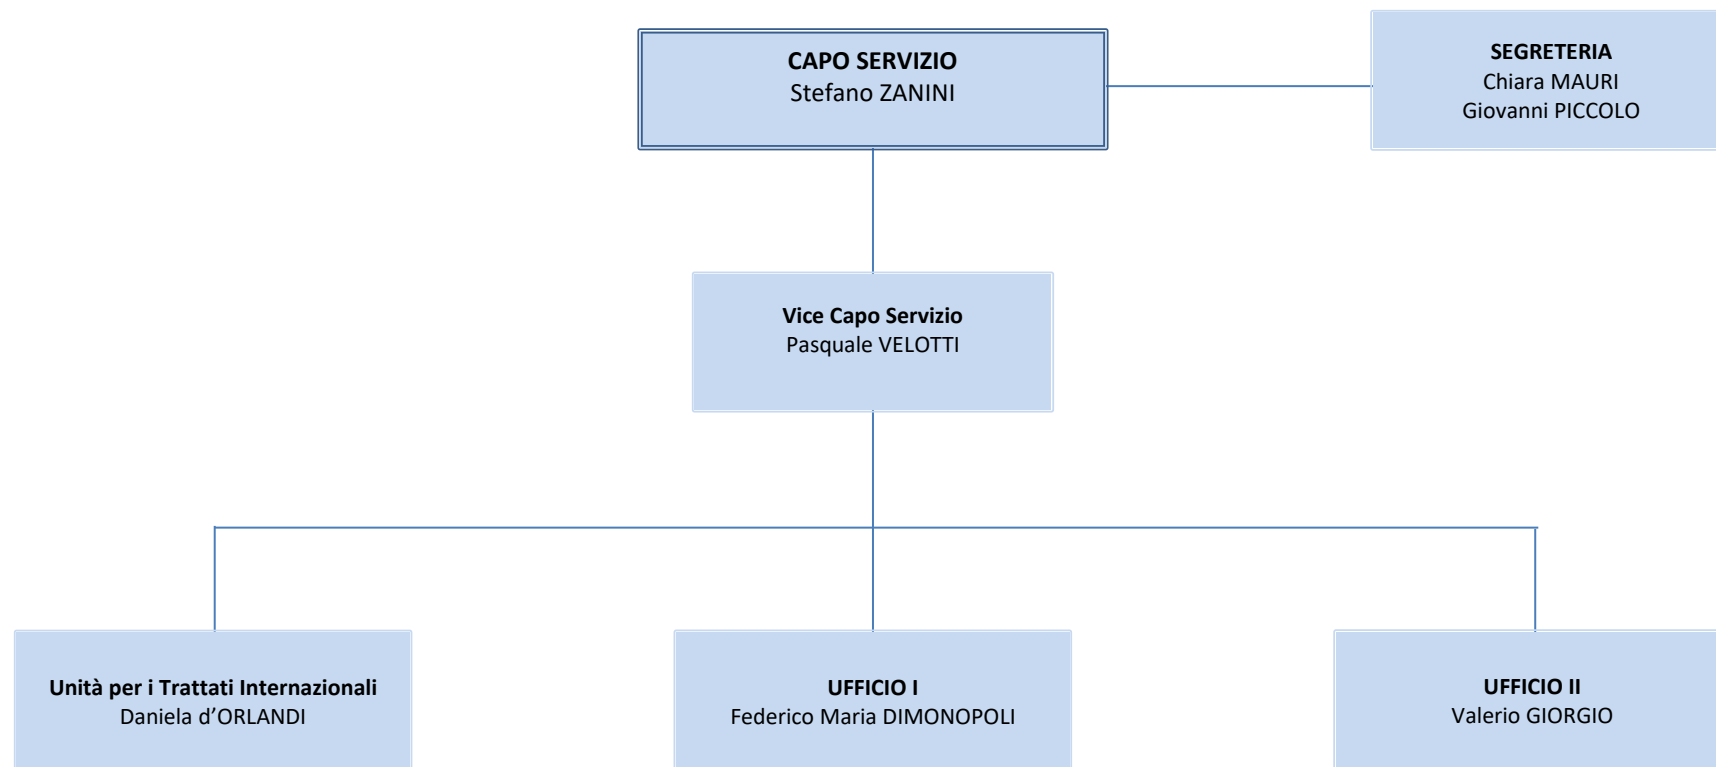 CAPO SERVIZIO
Stefano ZANINI
SEGRETERIA
Chiara MAURI
Giovanni PICCOLO
Vice Capo Servizio
Pasquale VELOTTI
Unità per i Trattati Internazionali
Daniela d’ORLANDI
UFFICIO I
Federico Maria DIMONOPOLI
UFFICIO II
Valerio GIORGIO